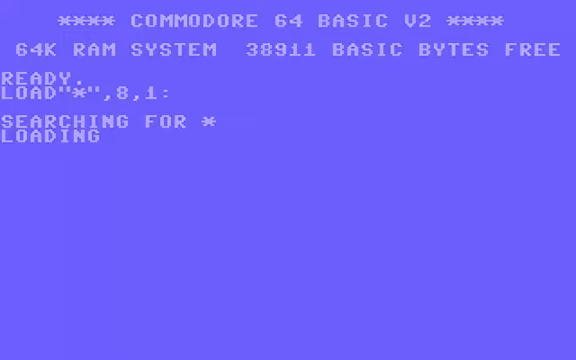 **** COMMODORE 64 BASIC V2 ****
64K RAM SYSTEM  38911 BASIC BYTES FREE
READY.
LOAD"*",8,1:
SEARCHING FOR *
LOADING